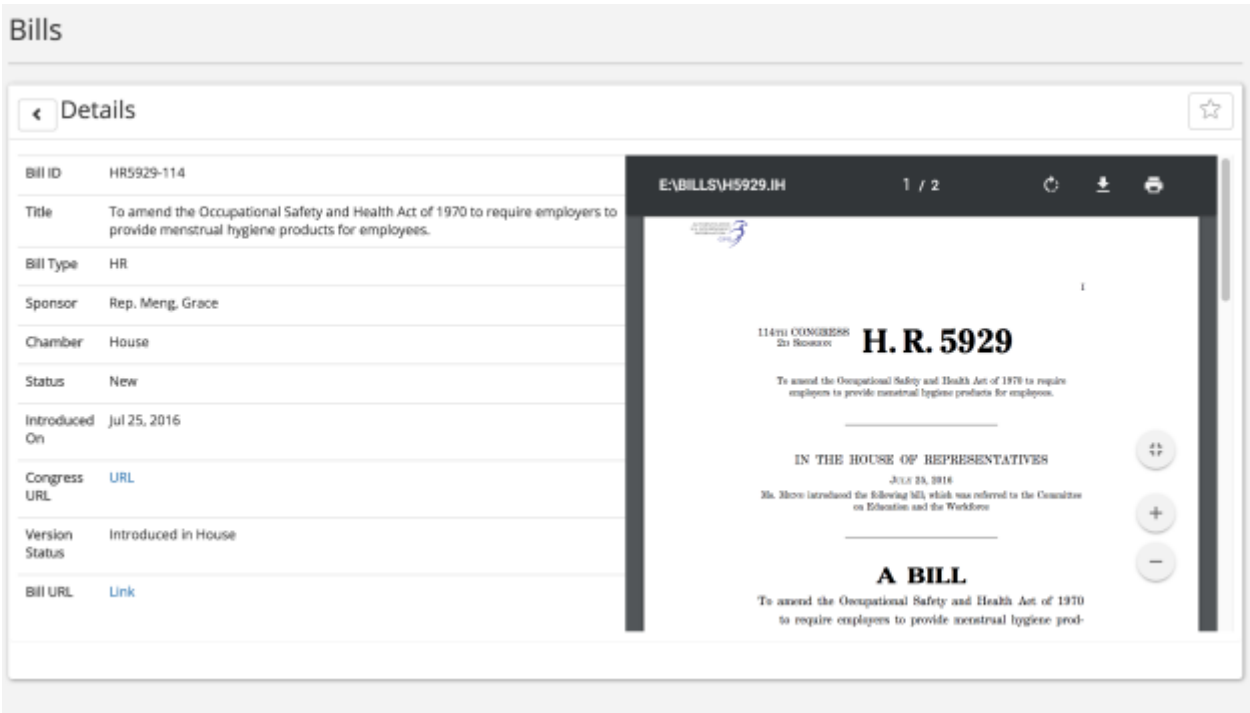 Bills
Details
Bill ID HR5929-114
Title To amend the Occupational Safety and Health Act of 1970 to require employers to
provide menstrual hygiene products for employees.
Bill Type HR
Sponsor Rep. Meng, Grace
Chamber House
Status New
Introduced Jul 25, 2016
On
Congress URL
URL
Version Introduced in House
Status
Bill URL Link
E:\BILLS\H5929.IH 1 / 2
I
114TH CONGRESS
2D SESSION
H. R. 5929
To amend the Occupational Safety and Health Act of 1970 to require
employers to provide menstrual hygiene products for employees.
IN THE HOUSE OF REPRESENTATIVES
JULY 25, 2016
Ms. MENG introduced the following bill, which was referred to the Committee
on Education and the Workforce
A BILL
To amend the Occupational Safety and Health Act of 1970
to require employers to provide menstrual hygiene prod-